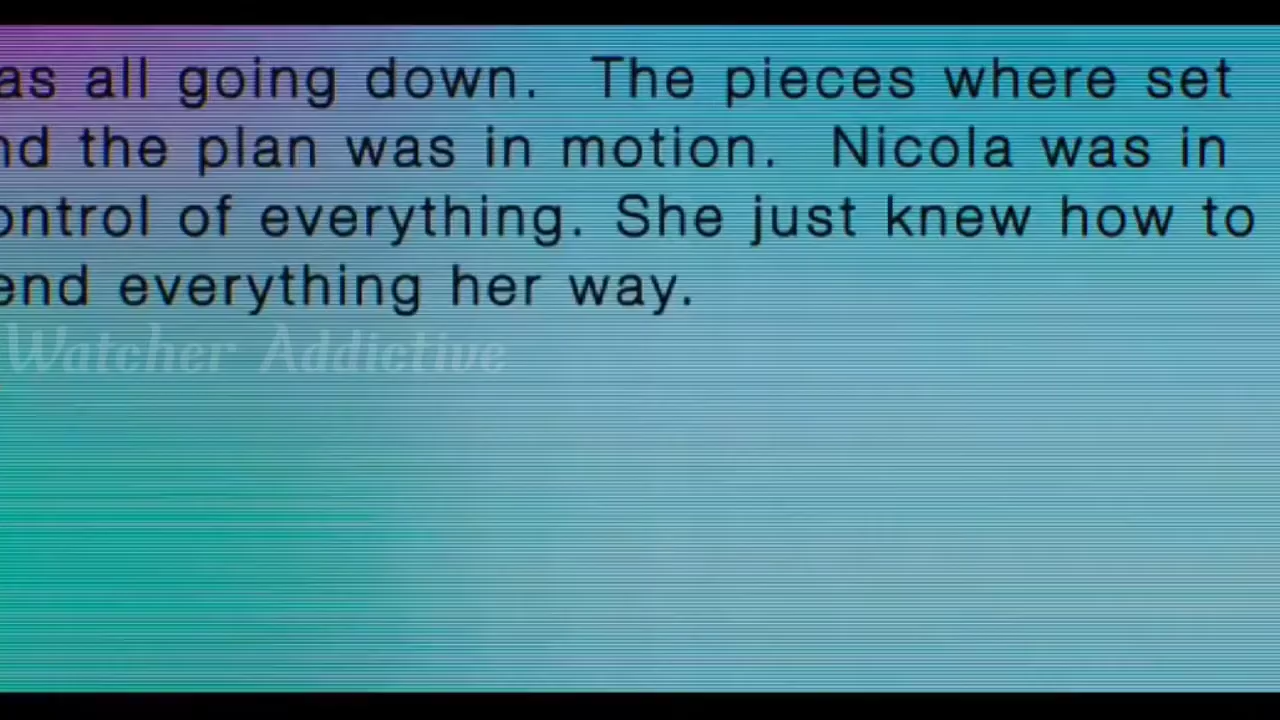 as all going down. The pieces where set
nd the plan was in motion. Nicola was in
ontrol of everything. She just knew how to
end everything her way.
Watcher Addictive